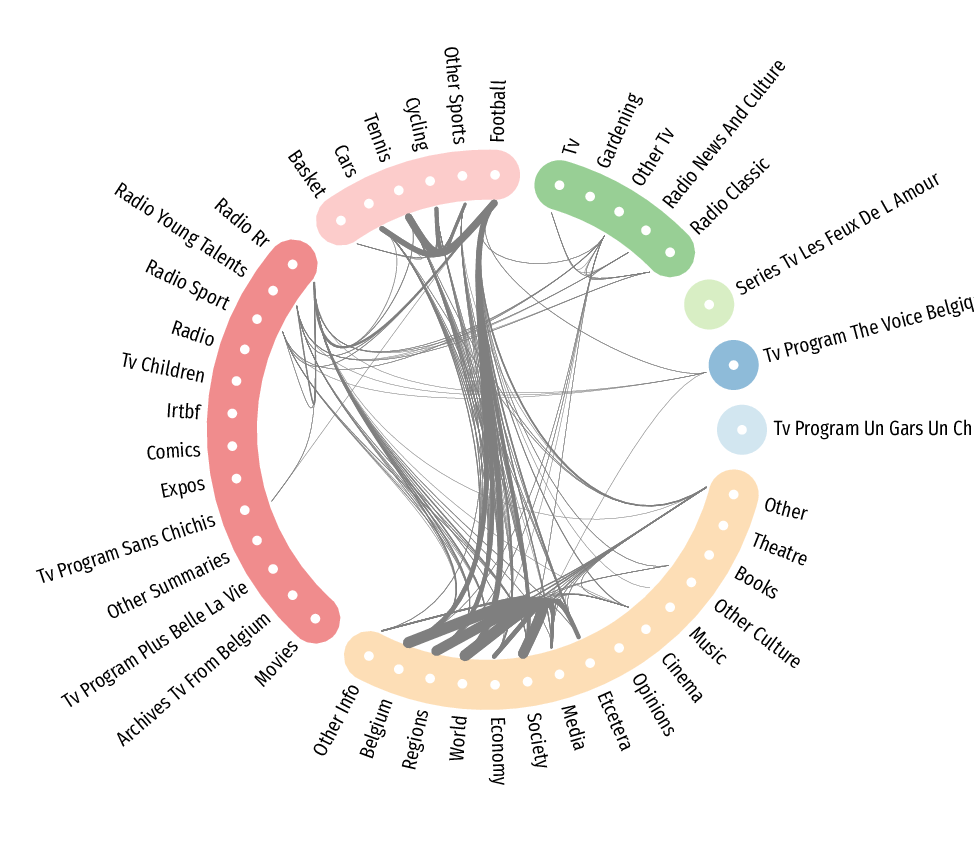 Football
Tv
Gardening
Other Tv
Radio News And Culture
Radio Classic
Series Tv Les Feux De L Amour
Tv Program The Voice Belgiq
Tv Program Un Gars Un Ch
Other
Theatre
Books
Other Culture
Music
Cinema
Opinions
Etcetera
Media
Society
Economy
World
Regions
Belgium
Other Info
Movies
Archives Tv From Belgium
Tv Program Plus Belle La Vie
Other Summaries
Tv Program Sans Chichis
Expos
Comics
Irtbf
Tv Children
Radio
Radio Sport
Radio Young Talents
Radio Rr
Basket
Cars
Tennis
Cycling
Other Sports